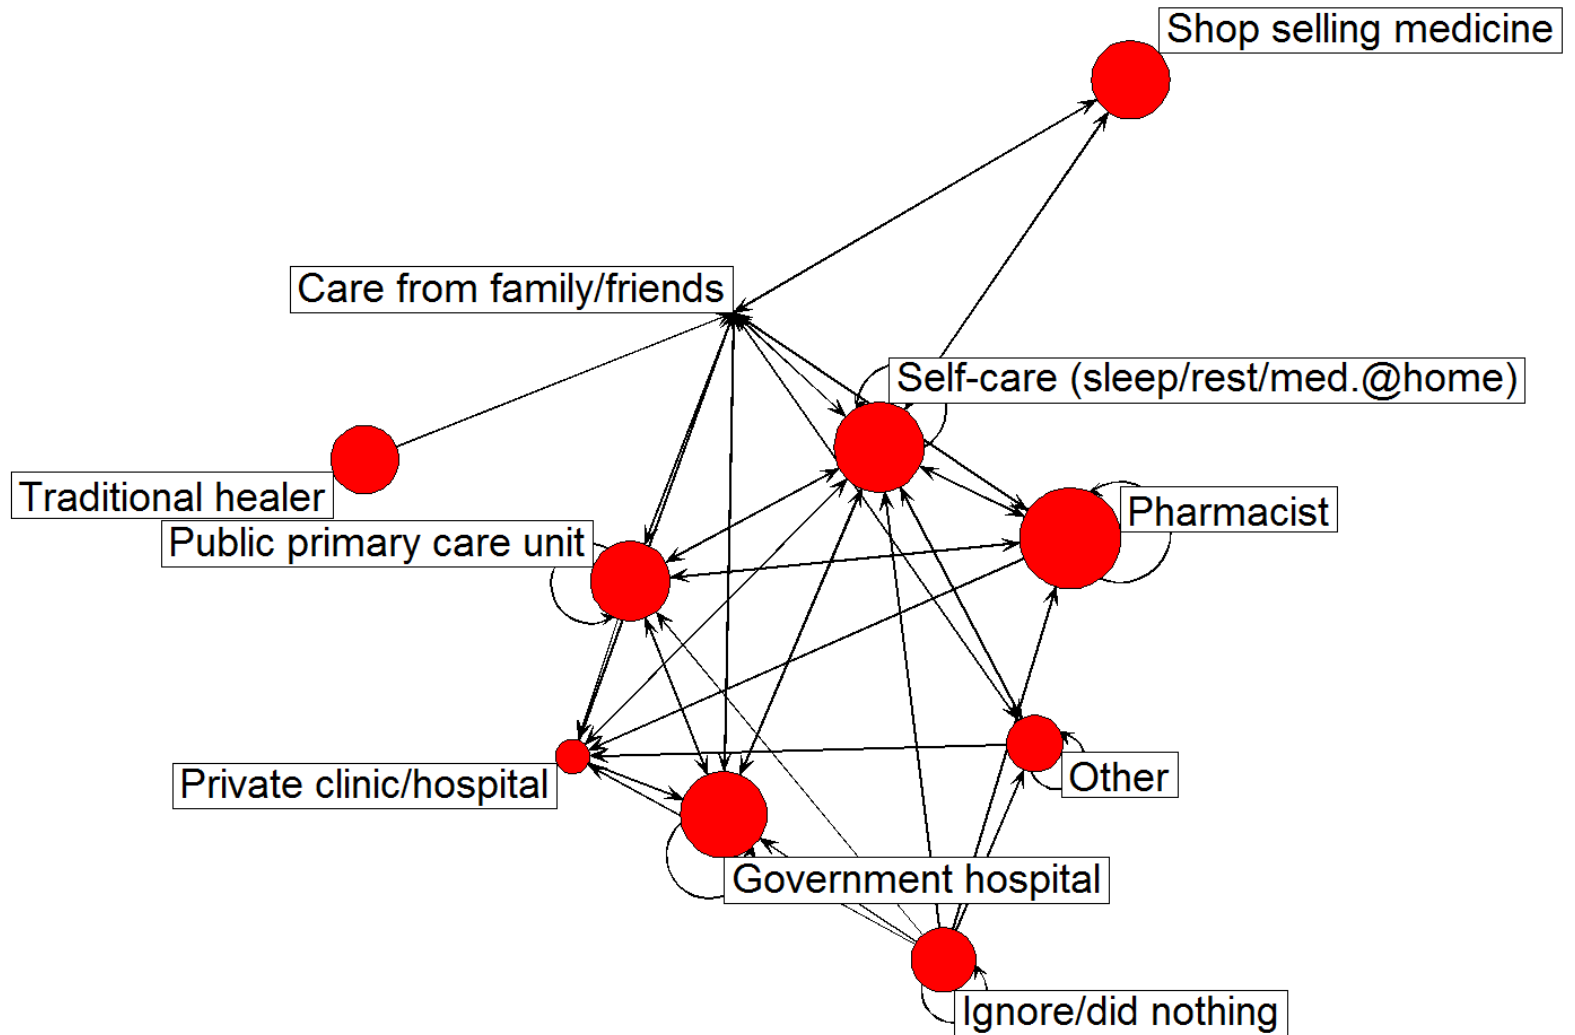 Shop selling medicine
Care from family/friends
Self-care (sleep/rest/med.@home)
Traditional healer
Pharmacist
Public primary care unit
Private clinic/hospital
Other
Government hospital
Ignore/did nothing